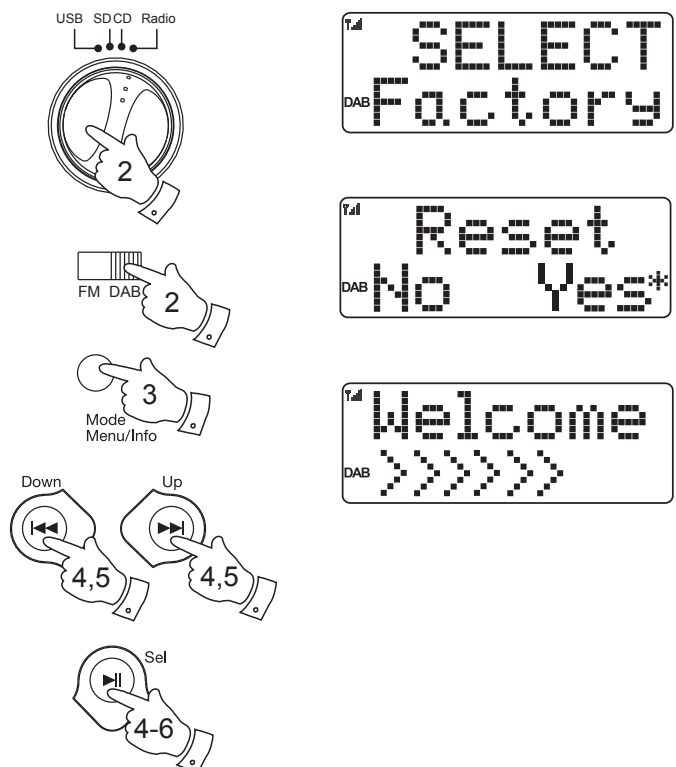 USB SD CD Radio
2
FM DAB
2
3
Mode
Menu/Info
Down Up
4,5 4,5
Sel
4-6
SELECT
DAB Factory
Reset
DAB No Yes*
Welcome
DAB >>>>>>